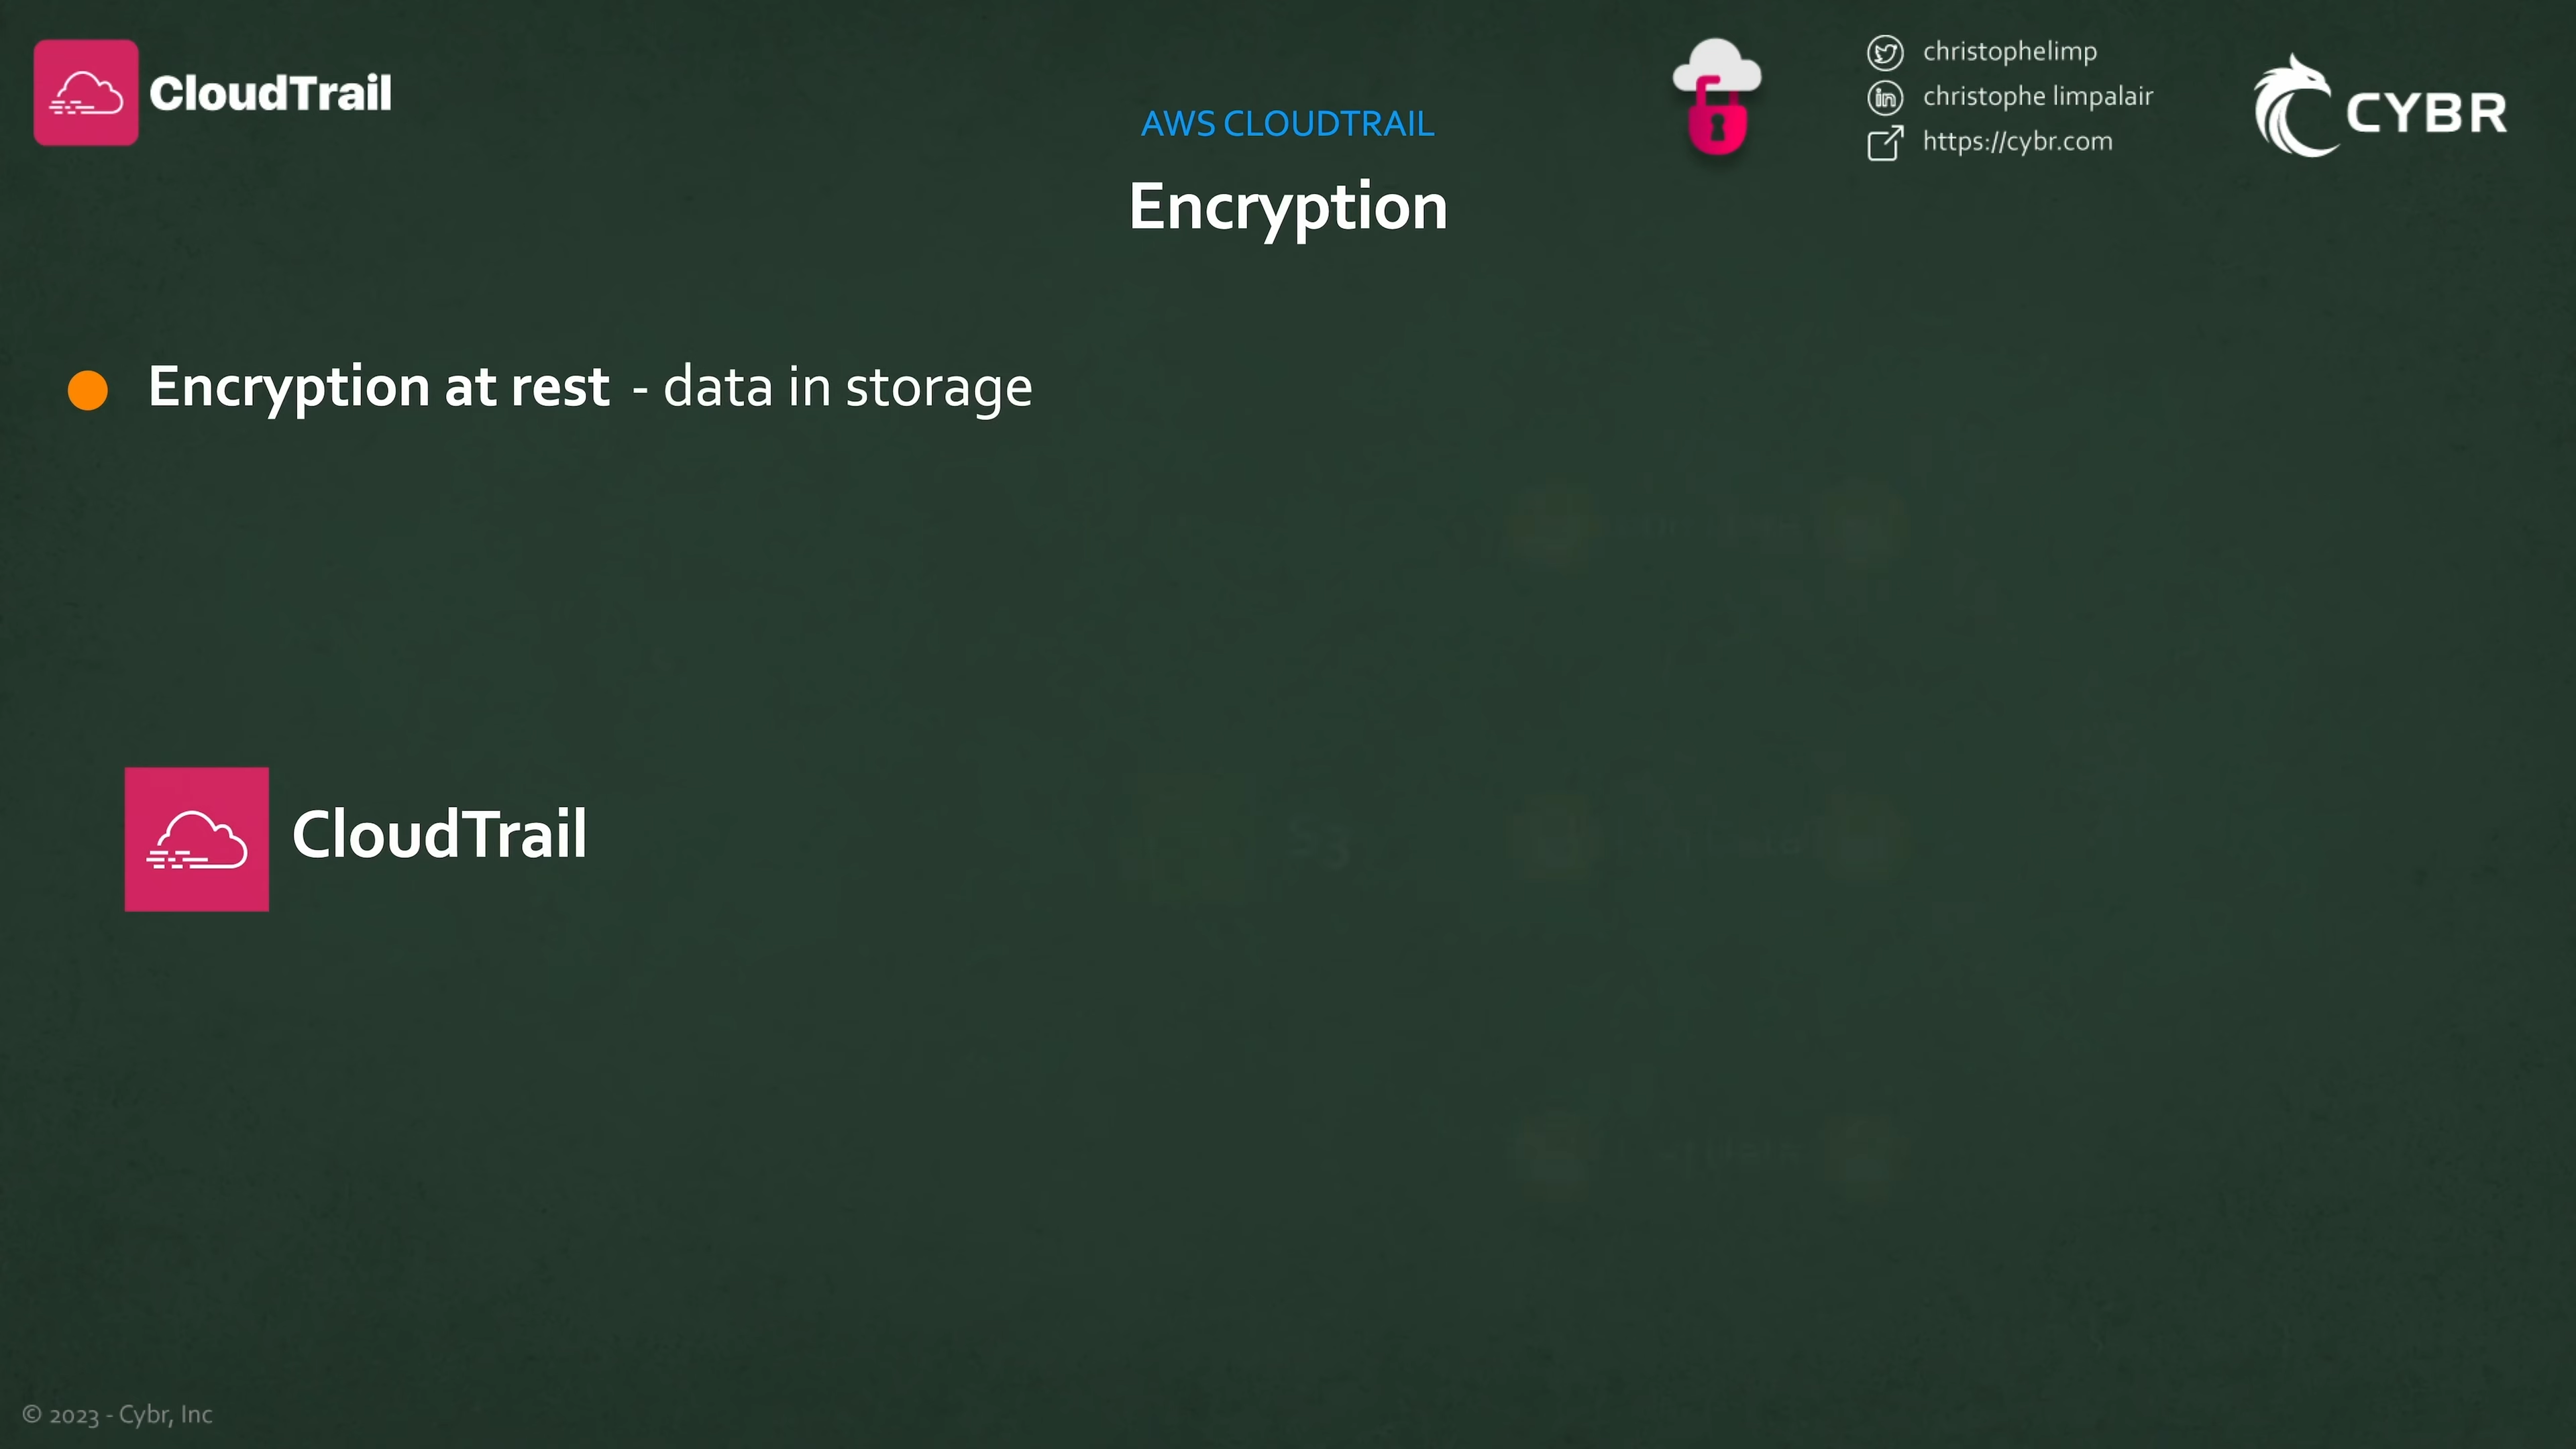 CloudTrail
christophelimp
christophe limpalair
https://cybr.com
CYBR
AWS CLOUDTRAIL
Encryption
Encryption at rest - data in storage
S3
CloudTrail
© 2023 - Cybr, Inc